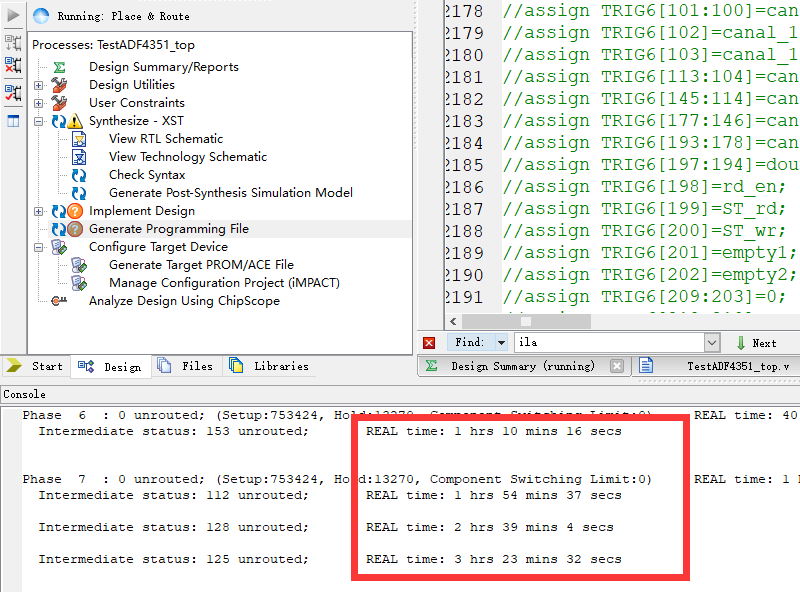 Running: Place & Route
Processes: TestADF4351_top
Design Summary/Reports
Design Utilities
User Constraints
Synthesize - XST
View RTL Schematic
View Technology Schematic
Check Syntax
Generate Post-Synthesis Simulation Model
Implement Design
Generate Programming File
Configure Target Device
Generate Target PROM/ACE File
Manage Configuration Project (iMPACT)
Analyze Design Using ChipScope
Start Design Files Libraries
2178 //assign TRIG6[101:100]=can
2179 //assign TRIG6[102]=canal_1
2180 //assign TRIG6[103]=canal_1
2181 //assign TRIG6[113:104]=can
2182 //assign TRIG6[145:114]=can
2183 //assign TRIG6[177:146]=can
2184 //assign TRIG6[193:178]=can
2185 //assign TRIG6[197:194]=dou
2186 //assign TRIG6[198]=rd_en;
2187 //assign TRIG6[199]=ST_rd;
2188 //assign TRIG6[200]=ST_wr;
2189 //assign TRIG6[201]=empty1;
2190 //assign TRIG6[202]=empty2;
2191 //assign TRIG6[209:203]=0;
Find: ila Next
Design Summary (running) TestADF4351_top.v
Console
Phase 6 : 0 unrouted; (Setup:753424, Hold:13270, Component Switching Limit:0) REAL time: 40
Intermediate status: 153 unrouted; REAL time: 1 hrs 10 mins 16 secs
Phase 7 : 0 unrouted; (Setup:753424, Hold:13270, Component Switching Limit:0) REAL time: 1
Intermediate status: 112 unrouted; REAL time: 1 hrs 54 mins 37 secs
Intermediate status: 128 unrouted; REAL time: 2 hrs 39 mins 4 secs
Intermediate status: 125 unrouted; REAL time: 3 hrs 23 mins 32 secs